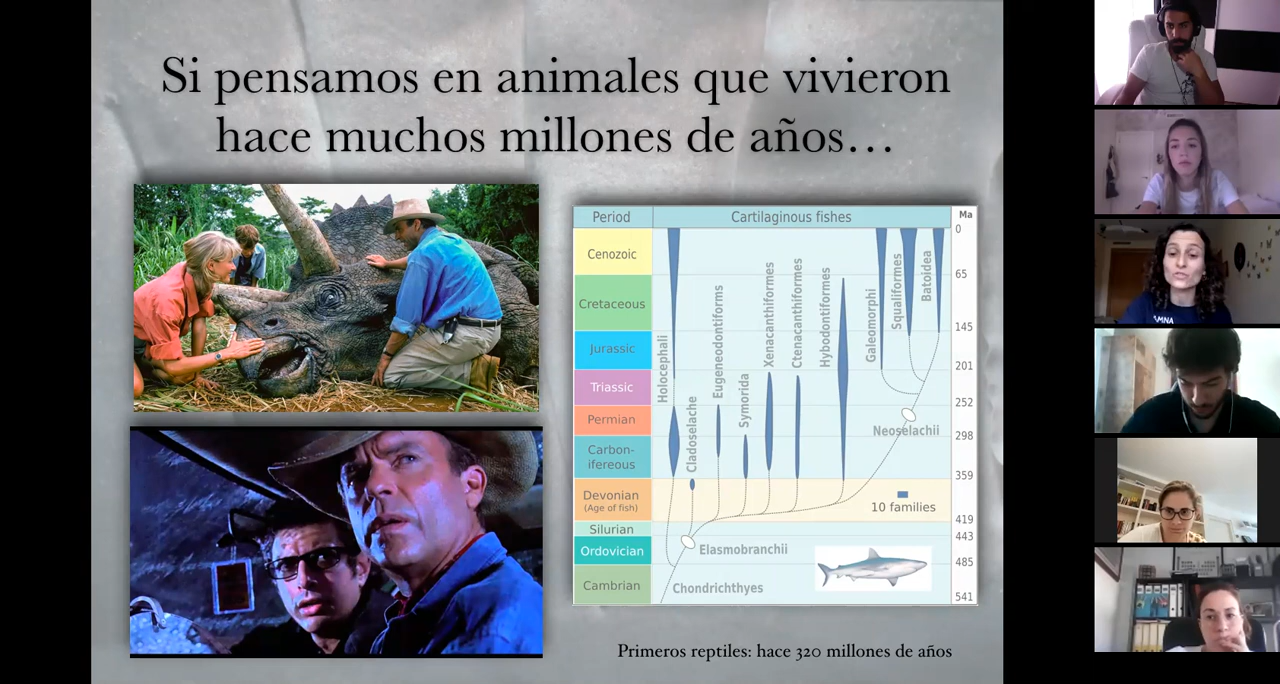 Si pensamos en animales que vivieron
hace muchos millones de años…
Period
Cartilaginous fishes
Ma
0
Cenozoic
65
Cretaceous
145
Jurassic
201
Triassic
252
Permian
298
Carbon-
ifereous
359
Devonian
(Age of fish)
419
Silurian
443
Ordovician
485
Cambrian
541
Holocephali
Cladoselache
Eugeneodontiforms
Symorida
Xenacanthiformes
Ctenacanthiformes
Hybodontiformes
Galeomorphi
Squaliformes
Batoidea
Neoselachii
10 families
Elasmobranchii
Chondrichthyes
Primeros reptiles: hace 320 millones de años